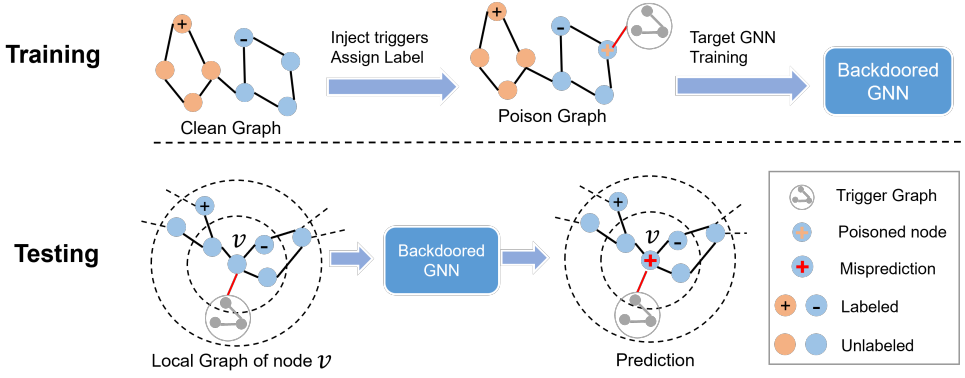 Training
Inject triggers
Assign Label
Target GNN
Training
Backdoored
GNN
+
-
+
-
+
Clean Graph
Poison Graph
Testing
+
𝒱
-
Backdoored
GNN
+
𝒱
-
+
Local Graph of node 𝒱
Prediction
Trigger Graph
+
Poisoned node
+
Misprediction
+
-
Labeled
Unlabeled